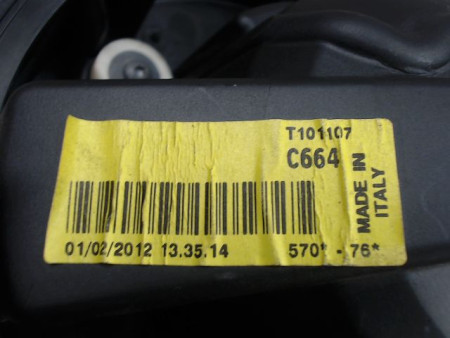 T101107
C664
MADE IN
ITALY
01/02/2012 13.35.14
570* - 76*